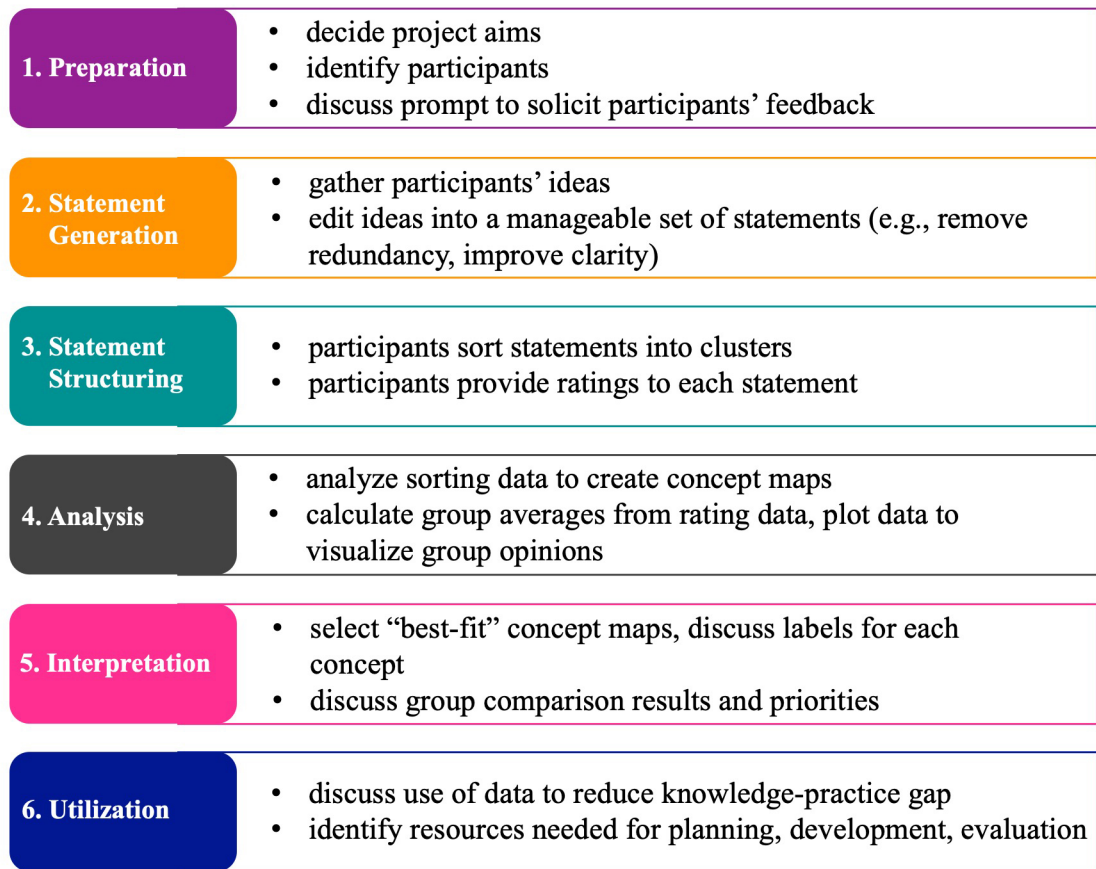 1. Preparation
• decide project aims
• identify participants
• discuss prompt to solicit participants’ feedback
2. Statement
Generation
• gather participants’ ideas
• edit ideas into a manageable set of statements (e.g., remove
redundancy, improve clarity)
3. Statement
Structuring
• participants sort statements into clusters
• participants provide ratings to each statement
4. Analysis
• analyze sorting data to create concept maps
• calculate group averages from rating data, plot data to
visualize group opinions
5. Interpretation
• select “best-fit” concept maps, discuss labels for each
concept
• discuss group comparison results and priorities
6. Utilization
• discuss use of data to reduce knowledge-practice gap
• identify resources needed for planning, development, evaluation